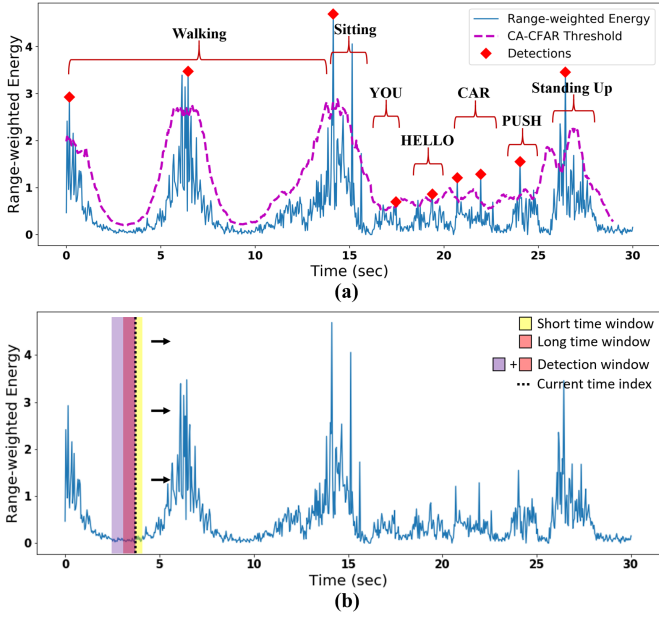 Range-weighted Energy
CA-CFAR Threshold
Detections
Walking
Sitting
YOU
HELLO
CAR
PUSH
Standing Up
Range-weighted Energy
4
3
2
1
0
0 5 10 15 20 25 30
Time (sec)
(a)
Short time window
Long time window
+ Detection window
Current time index
Range-weighted Energy
4
3
2
1
0
0 5 10 15 20 25 30
Time (sec)
(b)